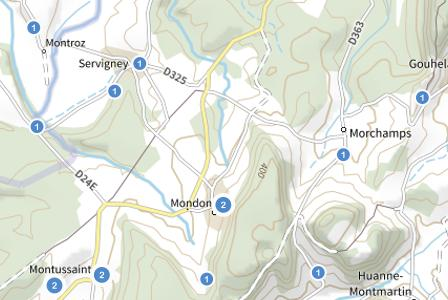 1
Montroz
D363
Servigney
1
D325
Gouhel
1
1
1
Morchamps
1
D24E
400
Mondon
2
Montussaint
2
2
1
1
Huanne-
Montmartin